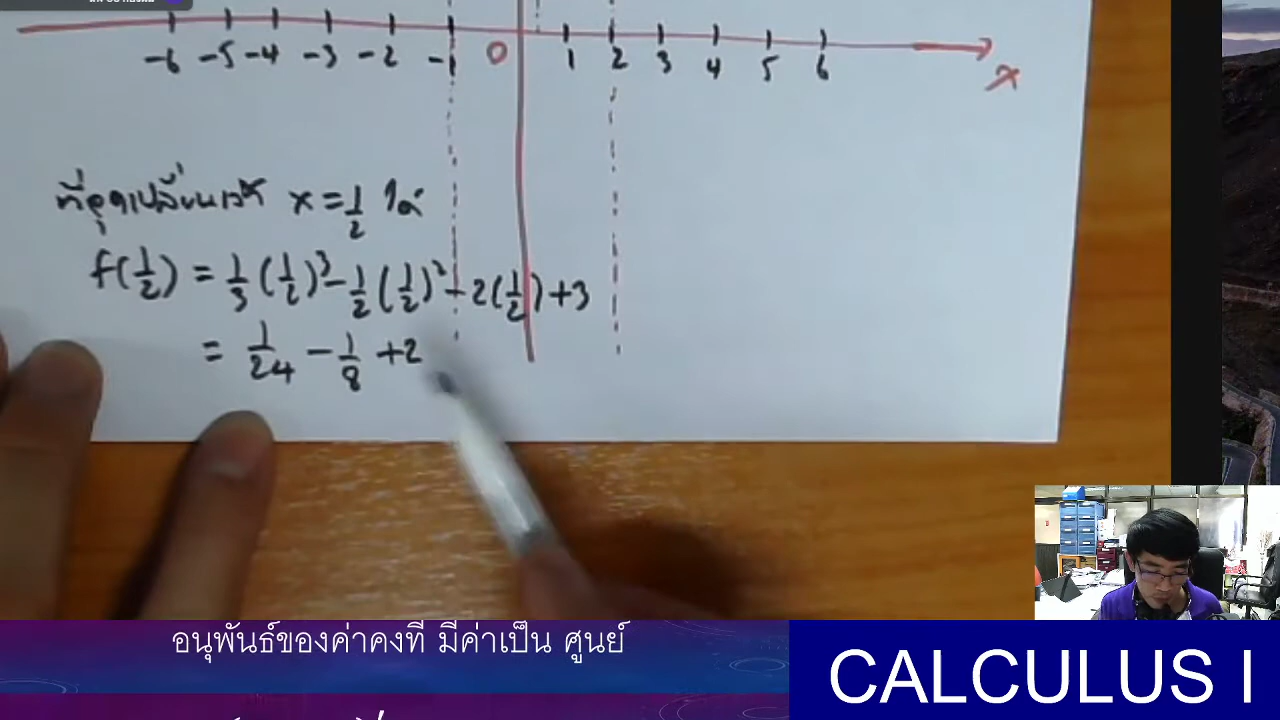 -6 -5 -4 -3 -2 -1 0 1 2 3 4 5 6
x
ที่จุดเปลี่ยนเว้า x = 1/2 ได้
f(1/2) = 1/3 (1/2)³ - 1/2 (1/2)² - 2(1/2) + 3
= 1/24 - 1/8 + 2
อนุพันธ์ของค่าคงที่ มีค่าเป็น ศูนย์
CALCULUS I